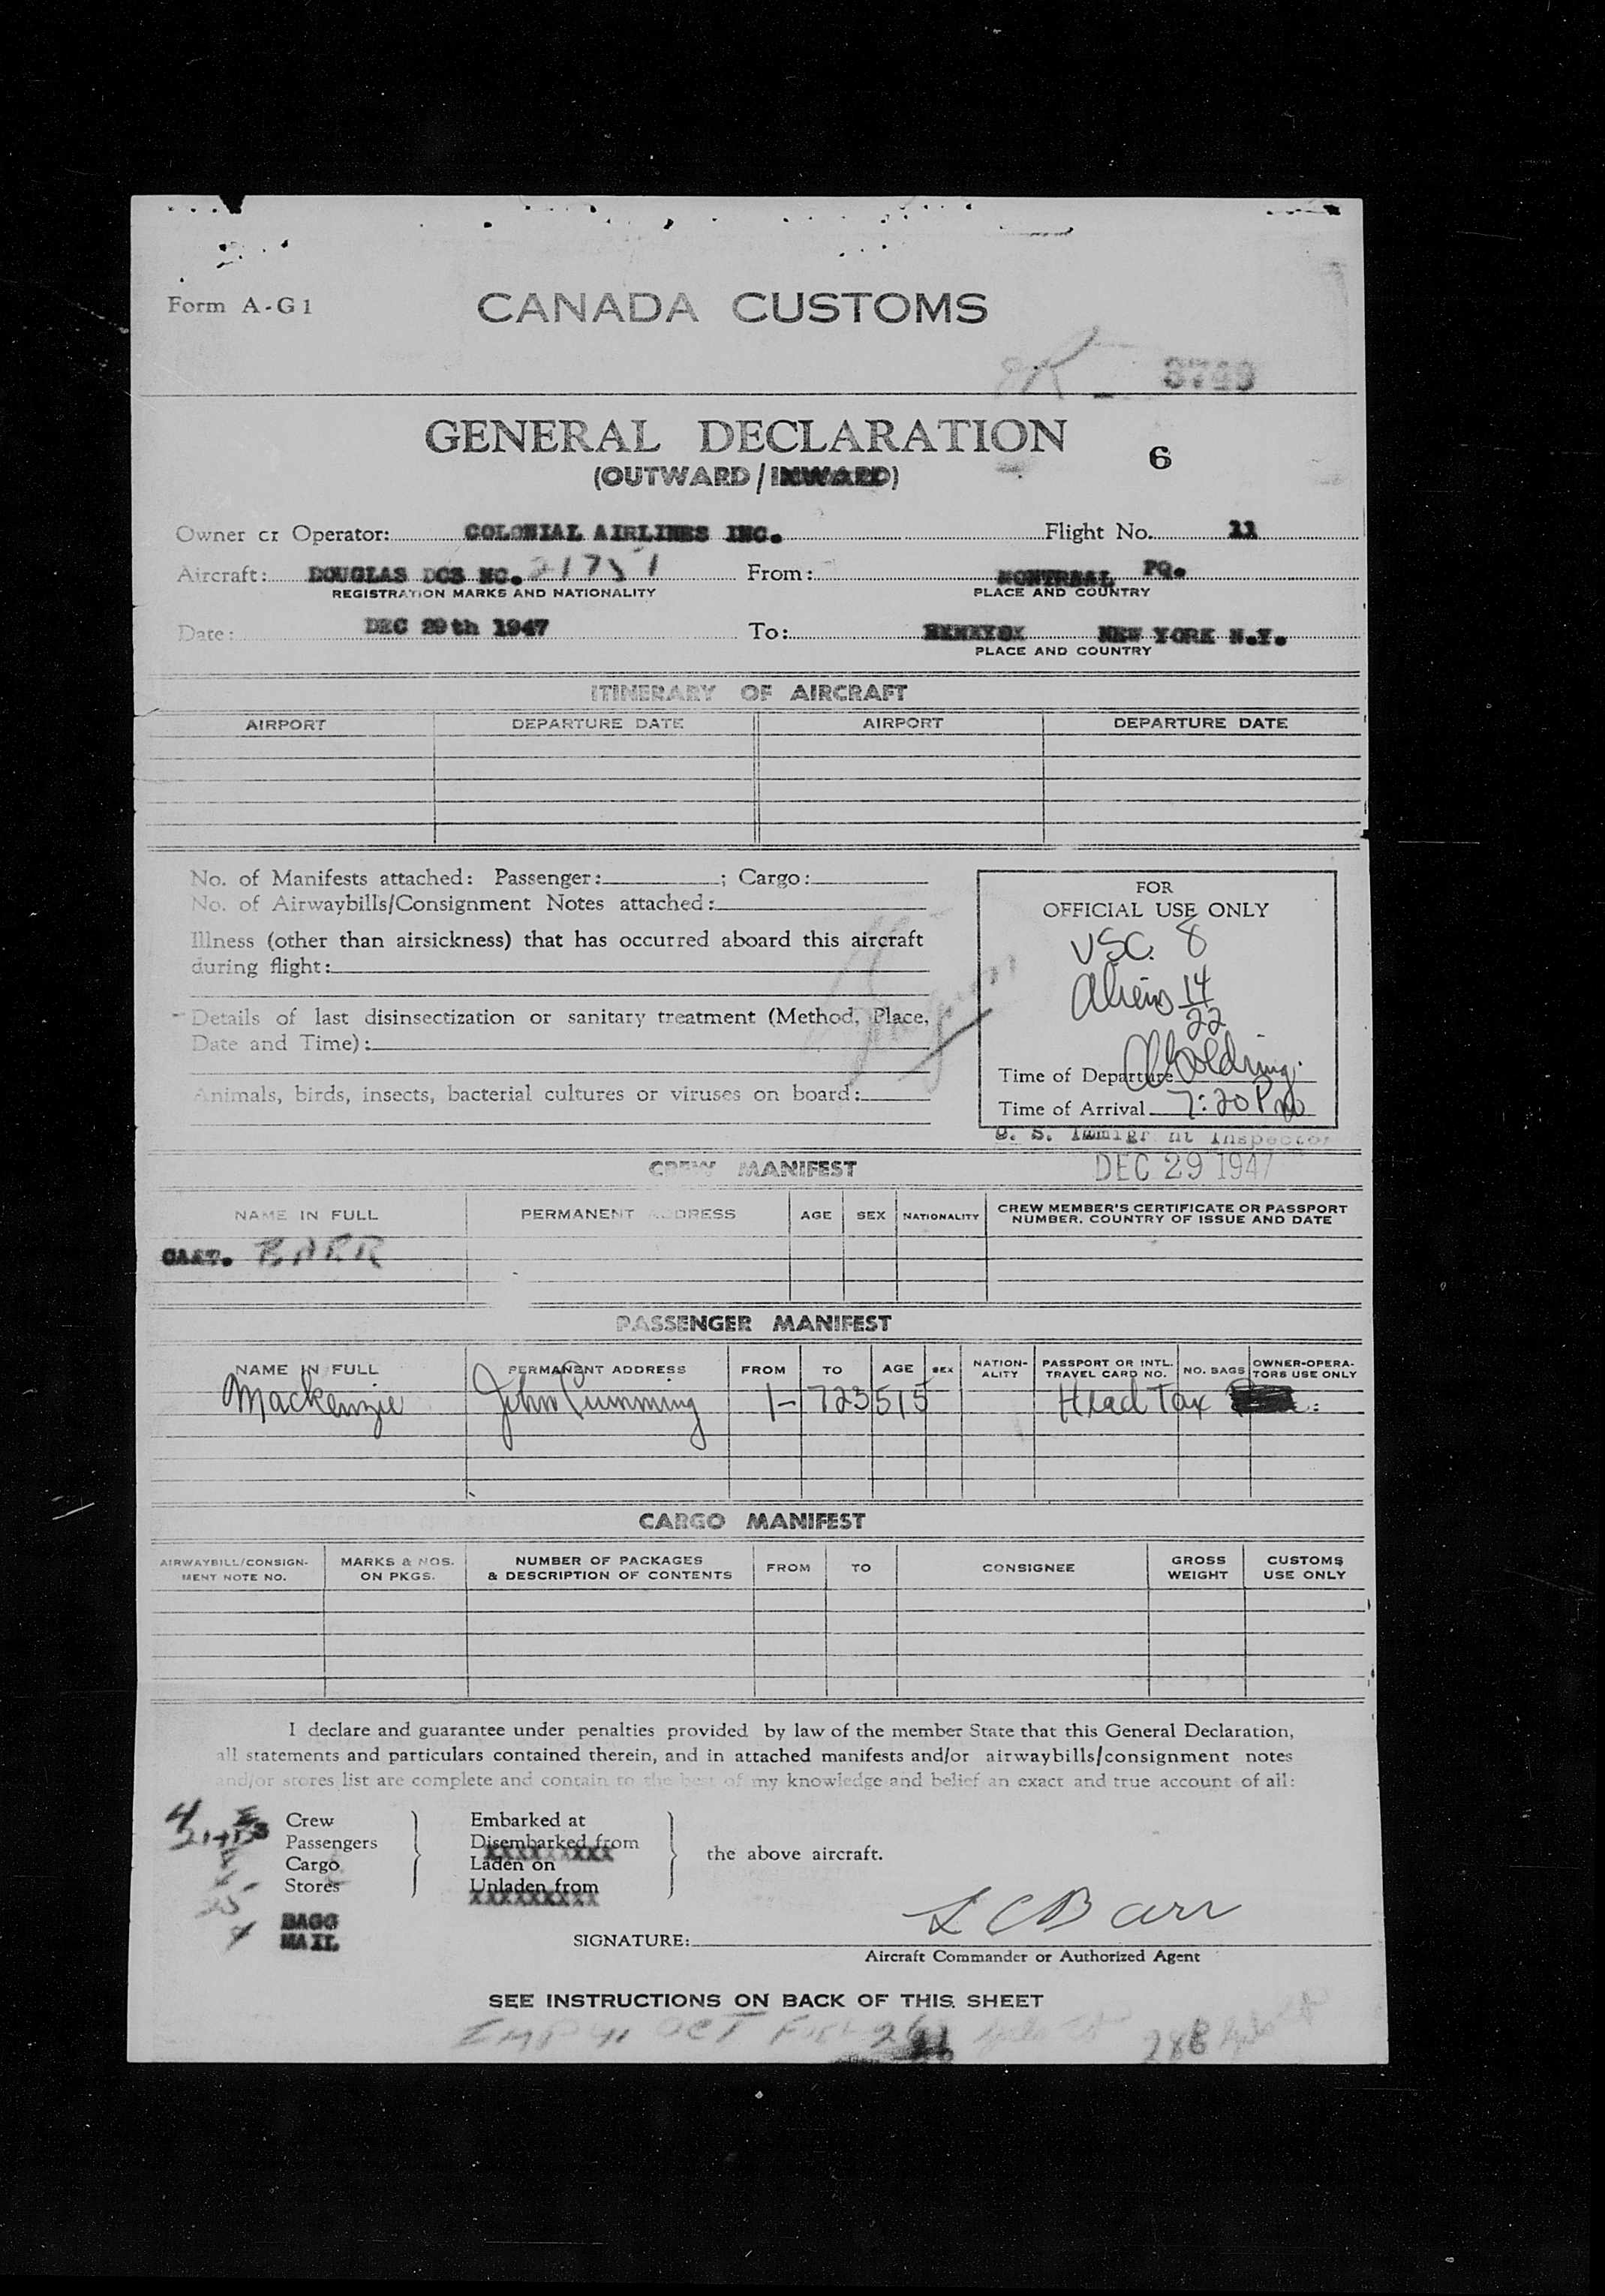 Form A-G1
CANADA CUSTOMS
8749
GENERAL DECLARATION
6
(OUTWARD/INWARD)
Owner or Operator: COLONIAL AIRLINES INC. Flight No. 11
Aircraft: DOUGLAS DC3 NC. 21751 From: MONTREAL PQ.
REGISTRATION MARKS AND NATIONALITY PLACE AND COUNTRY
Date: DEC 29th 1947 To: NEW YORK N.Y.
PLACE AND COUNTRY
ITINERARY OF AIRCRAFT
AIRPORT DEPARTURE DATE AIRPORT DEPARTURE DATE
No. of Manifests attached: Passenger: ; Cargo:
No. of Airwaybills/Consignment Notes attached:
Illness (other than airsickness) that has occurred aboard this aircraft
during flight:
Details of last disinsectization or sanitary treatment (Method, Place,
Date and Time):
Animals, birds, insects, bacterial cultures or viruses on board:
FOR
OFFICIAL USE ONLY
USC. 8
Aliens 14
22
Time of Departure
Time of Arrival 7:20 Pm
U. S. Immigrant Inspector
DEC 29 1947
CREW MANIFEST
NAME IN FULL PERMANENT ADDRESS AGE SEX NATIONALITY CREW MEMBER'S CERTIFICATE OR PASSPORT
NUMBER, COUNTRY OF ISSUE AND DATE
CAPT. BARR
PASSENGER MANIFEST
NAME IN FULL PERMANENT ADDRESS FROM TO AGE SEX NATION-
ALITY PASSPORT OR INTL.
TRAVEL CARD NO. NO. BAGS OWNER-OPERA-
TORS USE ONLY
Mackenzie John Cumming 1-723515 Head Tax
CARGO MANIFEST
AIRWAYBILL/CONSIGN-
MENT NOTE NO. MARKS & NOS.
ON PKGS. NUMBER OF PACKAGES
& DESCRIPTION OF CONTENTS FROM TO CONSIGNEE GROSS
WEIGHT CUSTOMS
USE ONLY
I declare and guarantee under penalties provided by law of the member State that this General Declaration,
all statements and particulars contained therein, and in attached manifests and/or airwaybills/consignment notes
and/or stores list are complete and contain to the best of my knowledge and belief an exact and true account of all:
4 Crew
Passengers
Cargo
Stores
BAGG
MAIL
Embarked at
Disembarked from
Laden on
Unladen from
the above aircraft.
SIGNATURE: L C Barr
Aircraft Commander or Authorized Agent
SEE INSTRUCTIONS ON BACK OF THIS SHEET